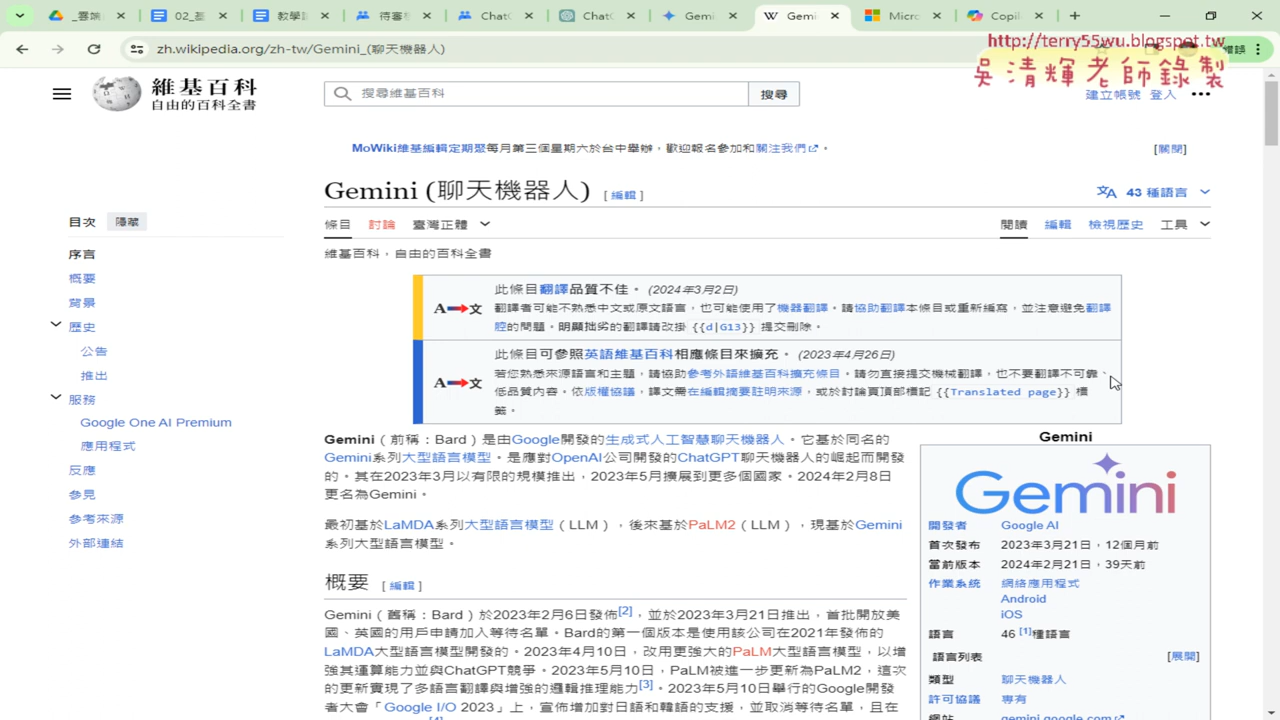 _雲端
02_基
教學
待審
ChatG
ChatG
Gemi
Gemi
Micro
Copil
zh.wikipedia.org/zh-tw/Gemini_(聊天機器人)
http://terry55wu.blogspot.tw
吳清輝老師錄製
維基百科
自由的百科全書
搜尋維基百科
搜尋
建立帳號 登入
MoWiki維基編輯定期聚每月第三個星期六於台中舉辦，歡迎報名參加和關注我們。
[關閉]
Gemini (聊天機器人) [編輯]
43 種語言
目次 隱藏
序言
概要
背景
歷史
公告
推出
服務
Google One AI Premium
應用程式
反應
參見
參考來源
外部連結
條目 討論 臺灣正體
閱讀 編輯 檢視歷史 工具
維基百科，自由的百科全書
此條目翻譯品質不佳。 (2024年3月2日)
翻譯者可能不熟悉中文或原文語言，也可能使用了機器翻譯。請協助翻譯本條目或重新編寫，並注意避免翻譯
腔的問題。明顯拙劣的翻譯請改掛 {{d|G13}} 提交刪除。
此條目可參照英語維基百科相應條目來擴充。 (2023年4月26日)
若您熟悉來源語言和主題，請協助參考外語維基百科擴充條目。請勿直接提交機械翻譯，也不要翻譯不可靠、
低品質內容。依版權協議，譯文需在編輯摘要註明來源，或於討論頁頂部標記 {{Translated page}} 標
籤。
Gemini（前稱：Bard）是由Google開發的生成式人工智慧聊天機器人。它基於同名的
Gemini系列大型語言模型。是應對OpenAI公司開發的ChatGPT聊天機器人的崛起而開發
的。其在2023年3月以有限的規模推出，2023年5月擴展到更多個國家。2024年2月8日
更名為Gemini。
最初基於LaMDA系列大型語言模型（LLM），後來基於PaLM2（LLM），現基於Gemini
系列大型語言模型。
概要 [編輯]
Gemini（舊稱：Bard）於2023年2月6日發佈[2]，並於2023年3月21日推出，首批開放美
國、英國的用戶申請加入等待名單。Bard的第一個版本是使用該公司在2021年發佈的
LaMDA大型語言模型開發的。2023年4月10日，改用更強大的PaLM大型語言模型，以增
強其運算能力並與ChatGPT競爭。2023年5月10日，PaLM被進一步更新為PaLM2，這次
的更新實現了多語言翻譯與增強的邏輯推理能力[3]。2023年5月10日舉行的Google開發
者大會「Google I/O 2023」上，宣佈增加對日語和韓語的支援，並取消等待名單，且在
Gemini
Gemini
開發者 Google AI
首次發布 2023年3月21日，12個月前
當前版本 2024年2月21日，39天前
作業系統 網絡應用程式
Android
iOS
語言 46 [1]種語言
語言列表 [展開]
類型 聊天機器人
許可協議 專有
網站 gemini.google.com